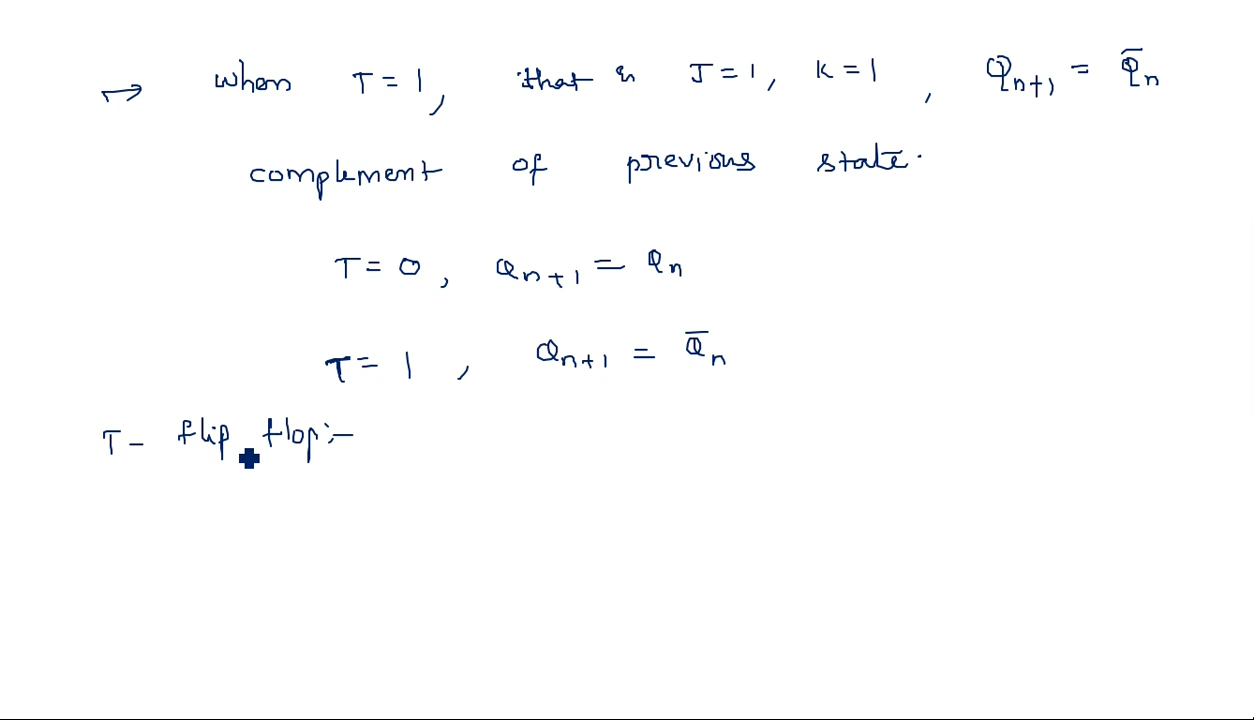 → when T = 1, that is J = 1, K = 1, Qn+1 = Q̅n
complement of previous state.
T = 0, Qn+1 = Qn
T = 1, Qn+1 = Q̅n
T- flip flop:-